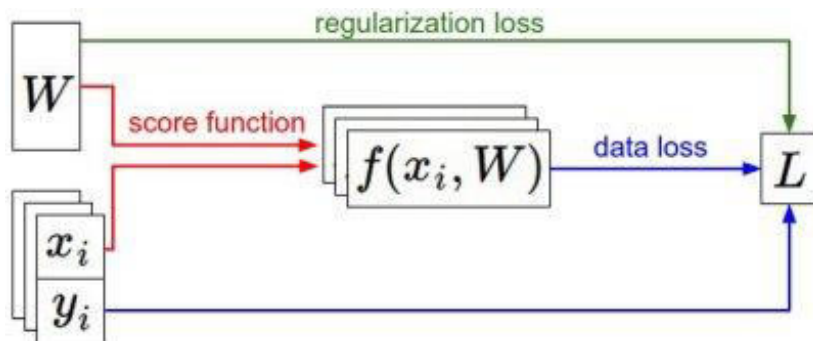 regularization loss
W
score function
f(x_i, W)
data loss
L
x_i
y_i